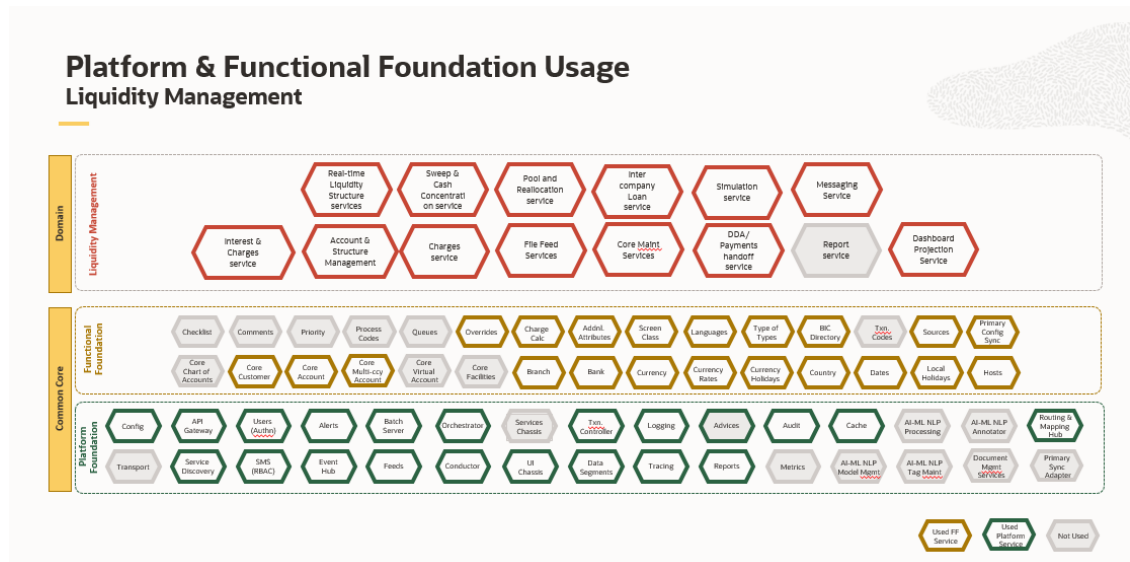 Platform & Functional Foundation Usage
Liquidity Management
Domain
Liquidity Management
Real-time
Liquidity
Structure
services
Sweep &
Cash
Concentrati
on service
Pool and
Reallocation
service
Inter
company
Loan
service
Simulation
service
Messaging
Service
Interest &
Charges
service
Account &
Structure
Management
Charges
service
File Feed
Services
Core Maint
Services
DDA/
Payments
handoff
service
Report
service
Dashboard
Projection
Service
Common Core
Functional
Foundation
Checklist
Comments
Priority
Process
Codes
Queues
Overrides
Charge
Calc
Addnl.
Attributes
Screen
Class
Languages
Type of
Types
BIC
Directory
Txn.
Codes
Sources
Primary
Config
Sync
Core
Chart of
Accounts
Core
Customer
Core
Account
Core
Multi-ccy
Account
Core
Virtual
Account
Core
Facilities
Branch
Bank
Currency
Currency
Rates
Currency
Holidays
Country
Dates
Local
Holidays
Hosts
Platform
Foundation
Config
API
Gateway
Users
(Authn)
Alerts
Batch
Server
Orchestrator
Services
Chassis
Txn.
Controller
Logging
Advices
Audit
Cache
AI-ML NLP
Processing
AI-ML NLP
Annotator
Routing &
Mapping
Hub
Transport
Service
Discovery
SMS
(RBAC)
Event
Hub
Feeds
Conductor
UI
Chassis
Data
Segments
Tracing
Reports
Metrics
AI-ML NLP
Model Mgmt
AI-ML NLP
Tag Maint
Document
Mgmt
Services
Primary
Sync
Adapter
Used FF
Service
Used
Platform
Service
Not Used